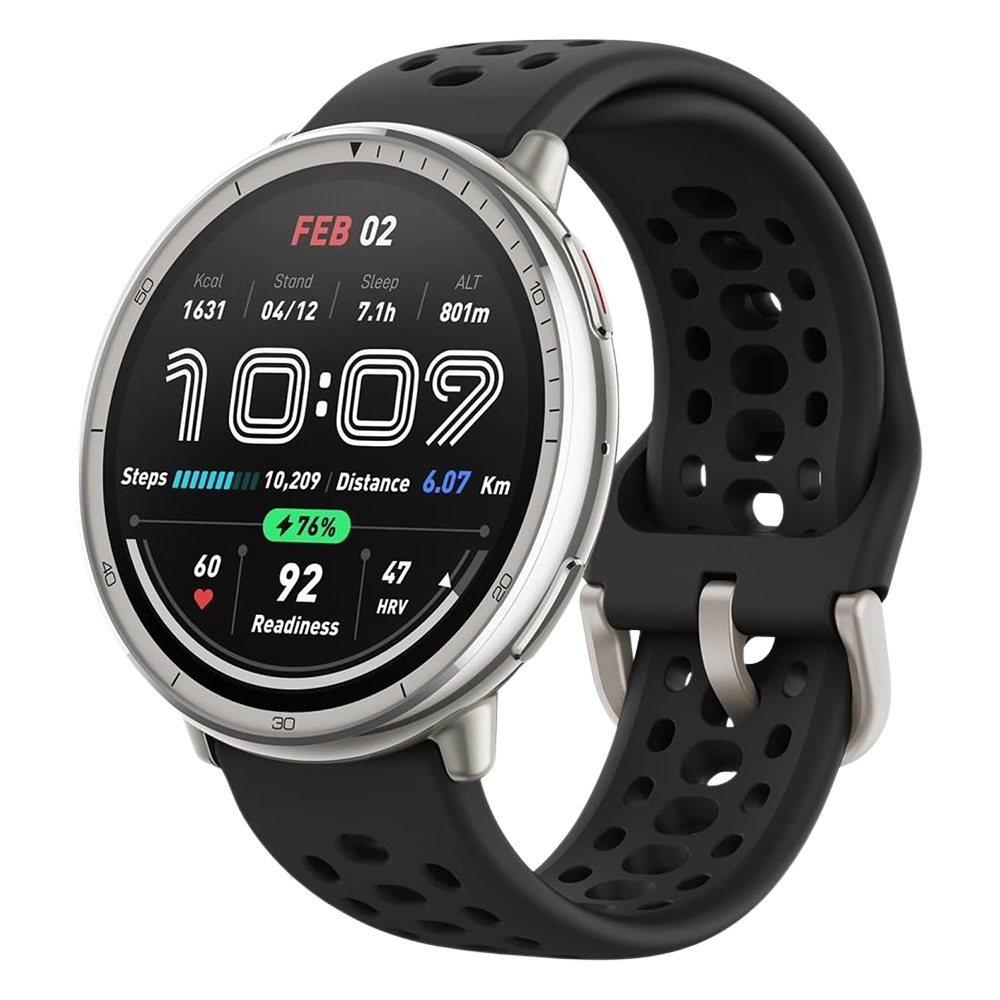 FEB 02
Kcal Stand Sleep ALT
1631 04/12 7.1h 801m
10:09
Steps 10,209 Distance 6.07 Km
76%
60 92 47
HRV
Readiness
10
20
30
40
50